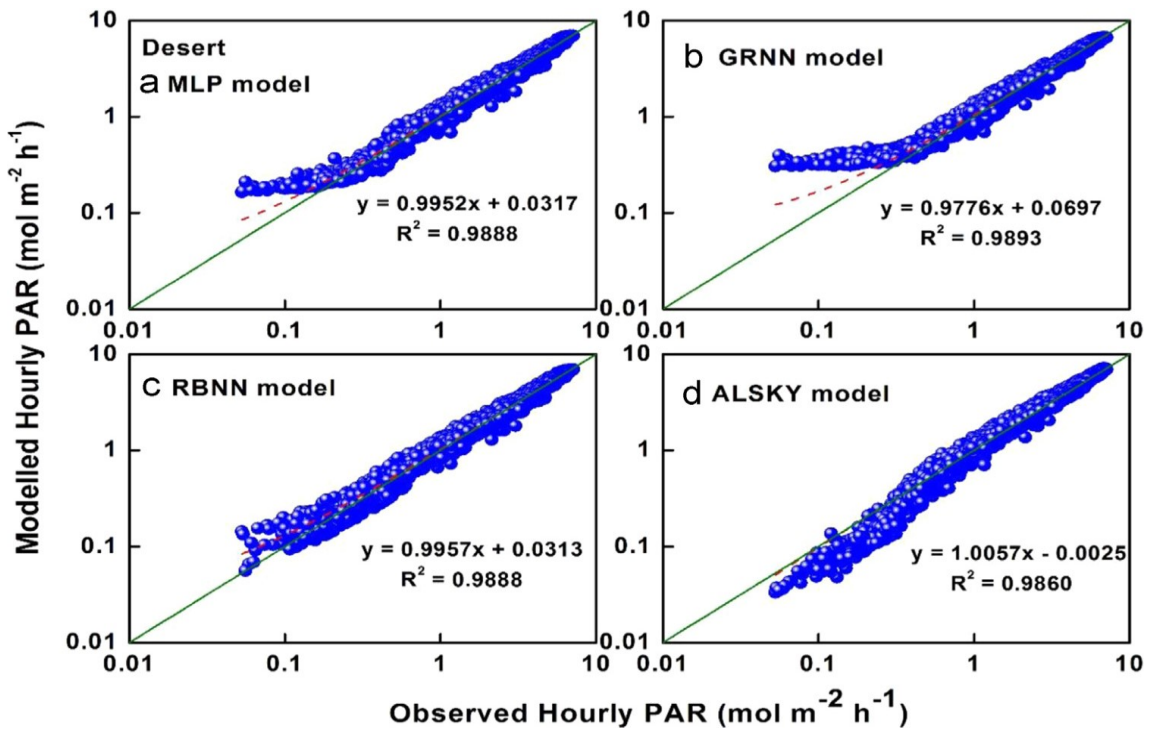 Modelled Hourly PAR (mol m⁻² h⁻¹)
Desert
a MLP model
10
1
0.1
0.01
y = 0.9952x + 0.0317
R² = 0.9888
0.01 0.1 1 10
b GRNN model
10
1
0.1
0.01
y = 0.9776x + 0.0697
R² = 0.9893
0.01 0.1 1 10
c RBNN model
10
1
0.1
0.01
y = 0.9957x + 0.0313
R² = 0.9888
0.01 0.1 1 10
d ALSKY model
10
1
0.1
0.01
y = 1.0057x - 0.0025
R² = 0.9860
0.01 0.1 1 10
Observed Hourly PAR (mol m⁻² h⁻¹)